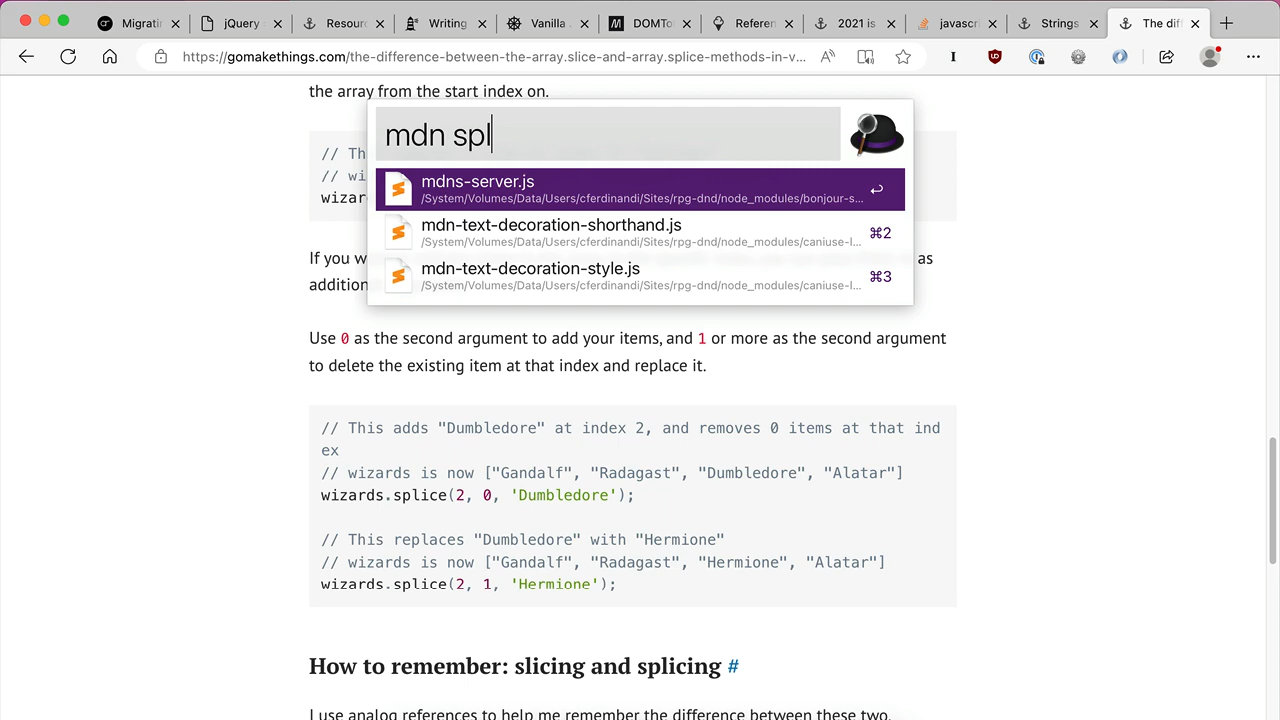 Migratin
jQuery
Resourc
Writing
Vanilla
DOMTo
Referen
2021 is
javascri
Strings
The diff
https://gomakethings.com/the-difference-between-the-array.slice-and-array.splice-methods-in-v...
the array from the start index on.
mdn spl
mdns-server.js
/System/Volumes/Data/Users/cferdinandi/Sites/rpg-dnd/node_modules/bonjour-s...
mdn-text-decoration-shorthand.js
/System/Volumes/Data/Users/cferdinandi/Sites/rpg-dnd/node_modules/caniuse-l...
⌘2
mdn-text-decoration-style.js
/System/Volumes/Data/Users/cferdinandi/Sites/rpg-dnd/node_modules/caniuse-l...
⌘3
// Th
// wi
wizar
If you w
as
addition
Use 0 as the second argument to add your items, and 1 or more as the second argument
to delete the existing item at that index and replace it.
// This adds "Dumbledore" at index 2, and removes 0 items at that ind
ex
// wizards is now ["Gandalf", "Radagast", "Dumbledore", "Alatar"]
wizards.splice(2, 0, 'Dumbledore');
// This replaces "Dumbledore" with "Hermione"
// wizards is now ["Gandalf", "Radagast", "Hermione", "Alatar"]
wizards.splice(2, 1, 'Hermione');
How to remember: slicing and splicing #
I use analog references to help me remember the difference between these two.